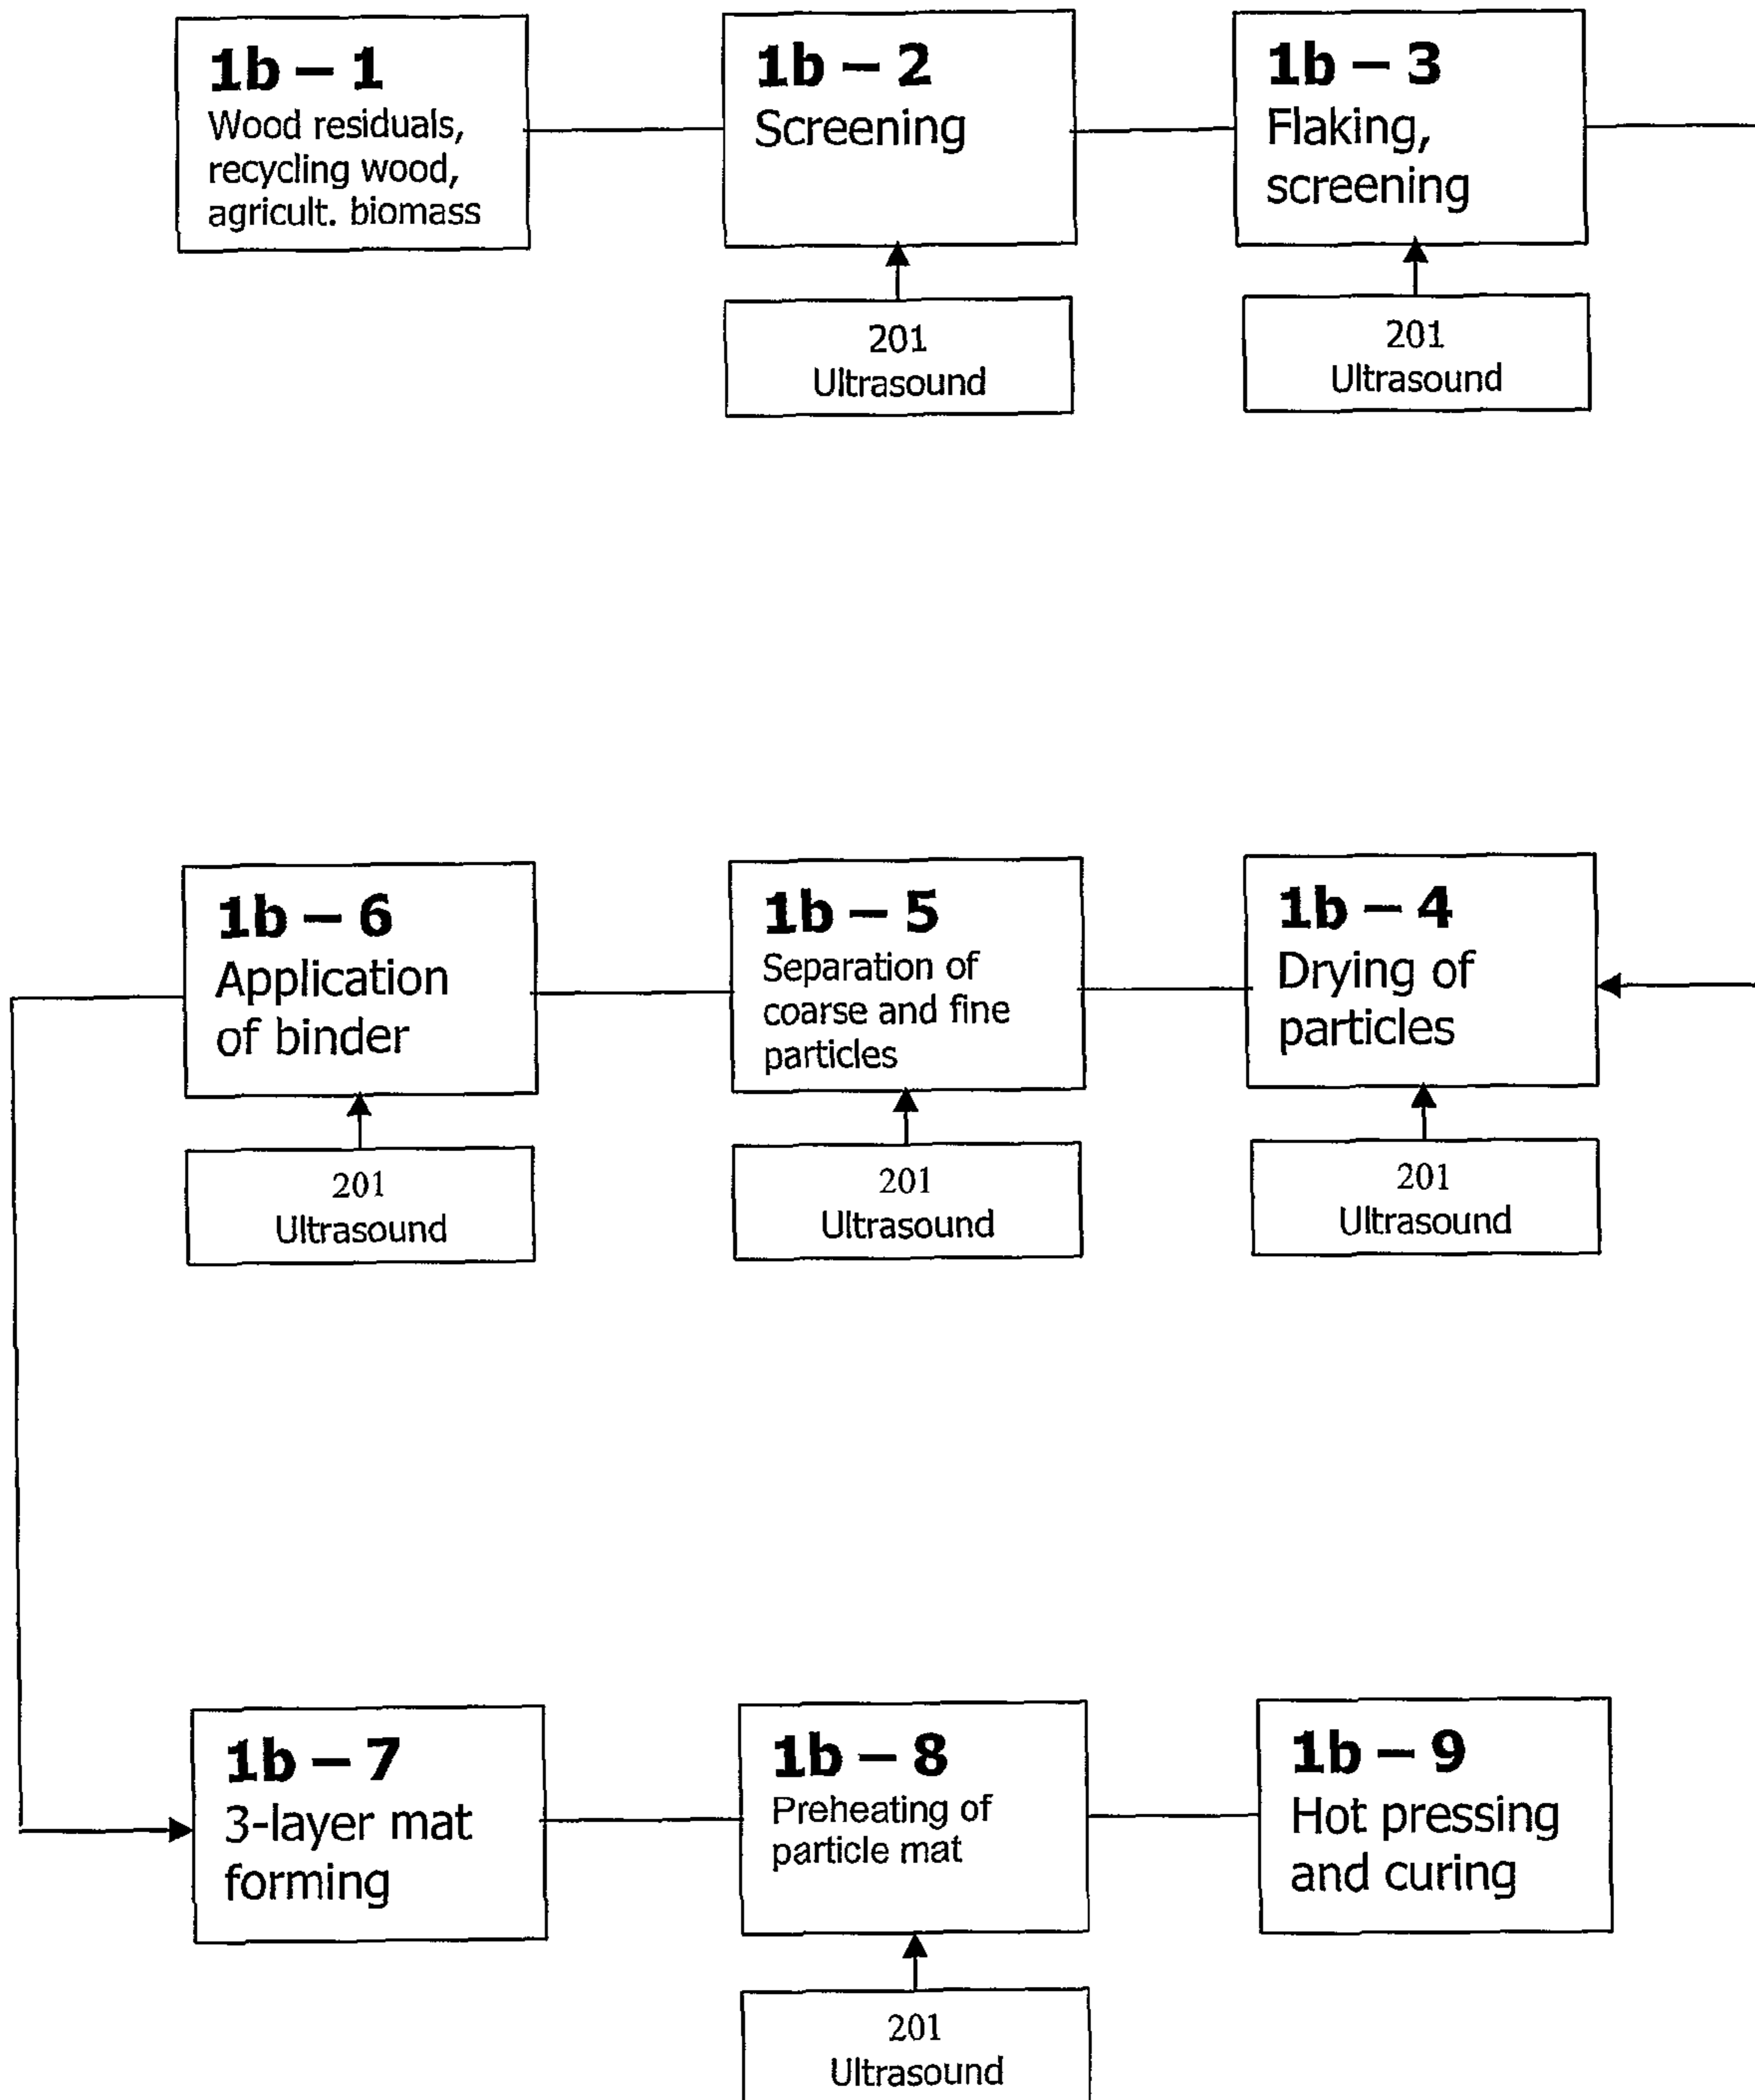 1b – 1
Wood residuals,
recycling wood,
agricult. biomass
1b – 2
Screening
1b – 3
Flaking,
screening
201
Ultrasound
201
Ultrasound
1b – 6
Application
of binder
1b – 5
Separation of
coarse and fine
particles
1b – 4
Drying of
particles
201
Ultrasound
201
Ultrasound
201
Ultrasound
1b – 7
3-layer mat
forming
1b – 8
Preheating of
particle mat
1b – 9
Hot pressing
and curing
201
Ultrasound